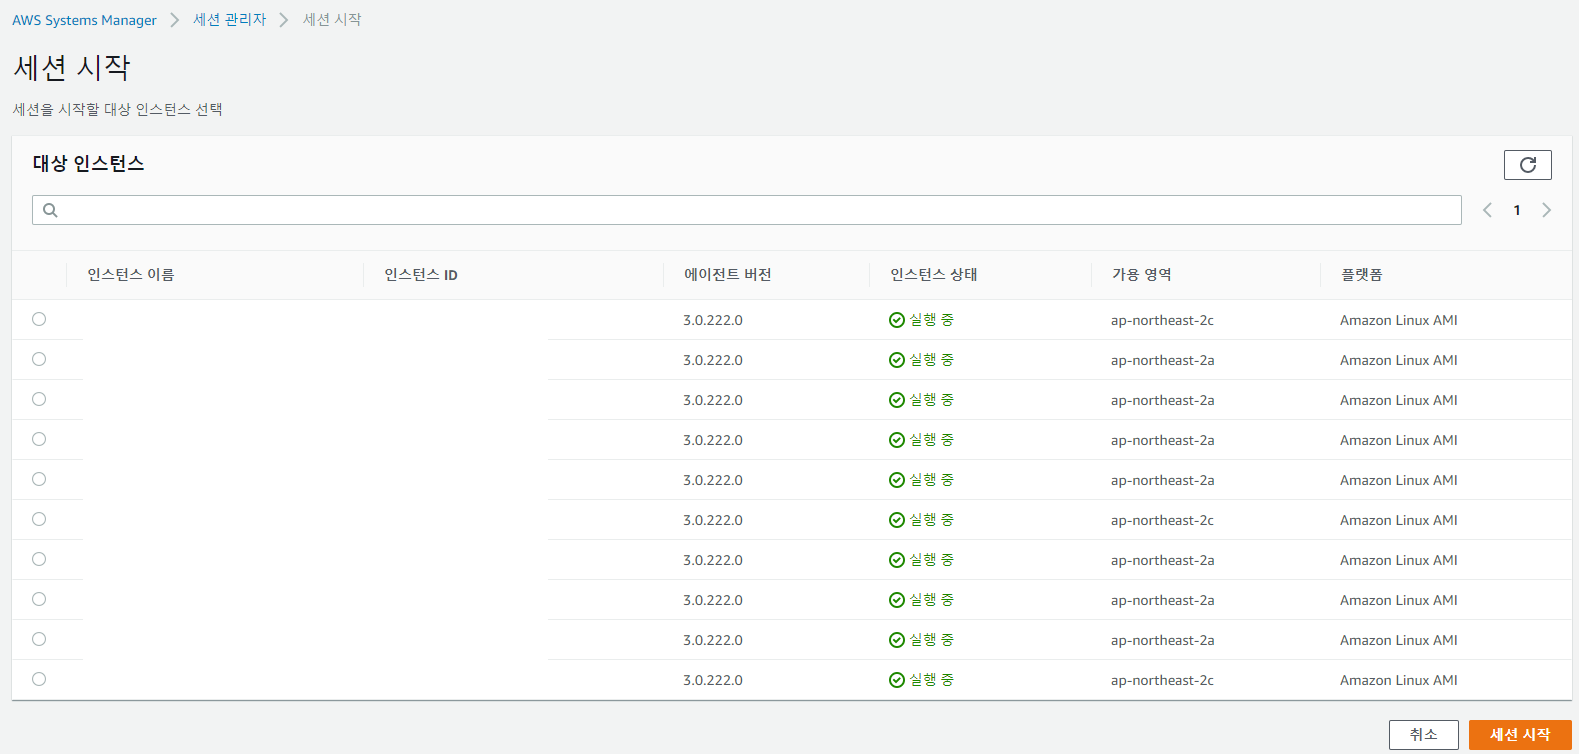 AWS Systems Manager > 세션 관리자 > 세션 시작
세션 시작
세션을 시작할 대상 인스턴스 선택
대상 인스턴스
1
인스턴스 이름 인스턴스 ID 에이전트 버전 인스턴스 상태 가용 영역 플랫폼
3.0.222.0 실행 중 ap-northeast-2c Amazon Linux AMI
3.0.222.0 실행 중 ap-northeast-2a Amazon Linux AMI
3.0.222.0 실행 중 ap-northeast-2a Amazon Linux AMI
3.0.222.0 실행 중 ap-northeast-2a Amazon Linux AMI
3.0.222.0 실행 중 ap-northeast-2a Amazon Linux AMI
3.0.222.0 실행 중 ap-northeast-2c Amazon Linux AMI
3.0.222.0 실행 중 ap-northeast-2a Amazon Linux AMI
3.0.222.0 실행 중 ap-northeast-2a Amazon Linux AMI
3.0.222.0 실행 중 ap-northeast-2a Amazon Linux AMI
3.0.222.0 실행 중 ap-northeast-2c Amazon Linux AMI
취소 세션 시작